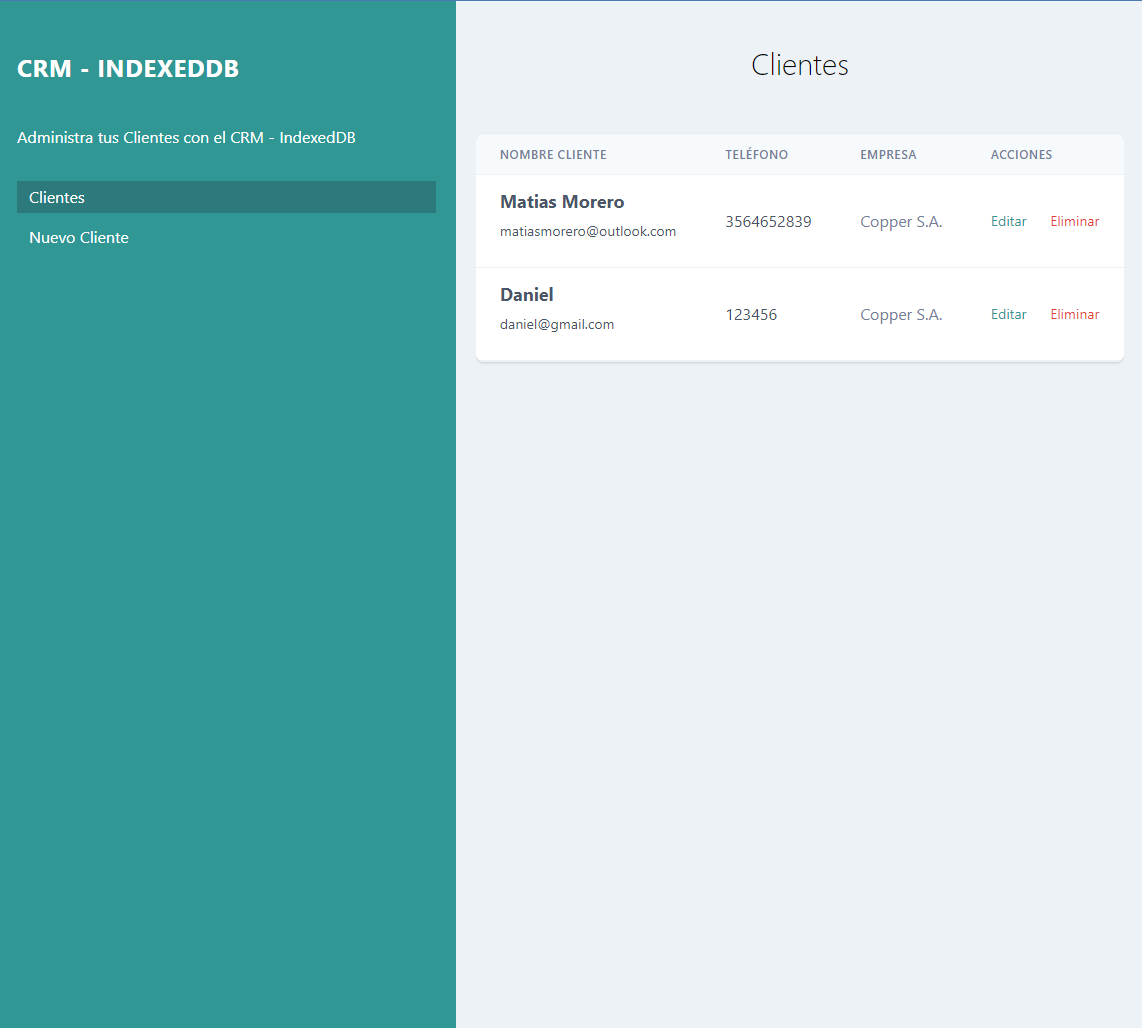 CRM - INDEXEDDB
Administra tus Clientes con el CRM - IndexedDB
Clientes
Nuevo Cliente
Clientes
NOMBRE CLIENTE TELÉFONO EMPRESA ACCIONES
Matias Morero
matiasmorero@outlook.com
3564652839 Copper S.A. Editar Eliminar
Daniel
daniel@gmail.com
123456 Copper S.A. Editar Eliminar